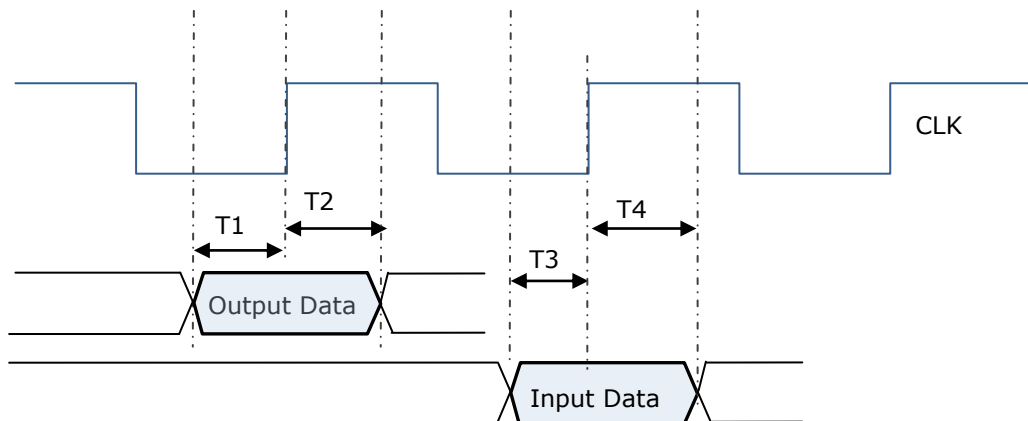 CLK
T1
T2
T3
T4
Output Data
Input Data